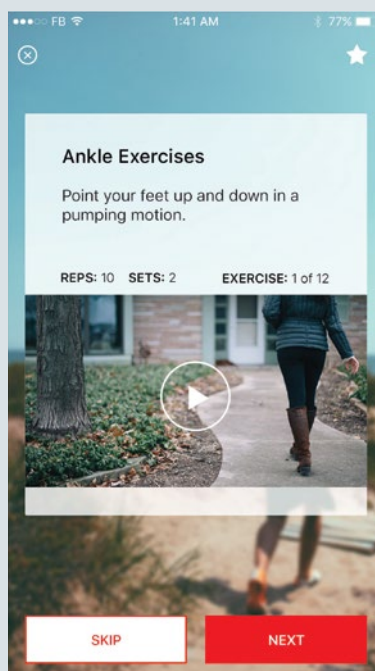 FB 1:41 AM 77%
Ankle Exercises
Point your feet up and down in a
pumping motion.
REPS: 10 SETS: 2 EXERCISE: 1 of 12
SKIP NEXT